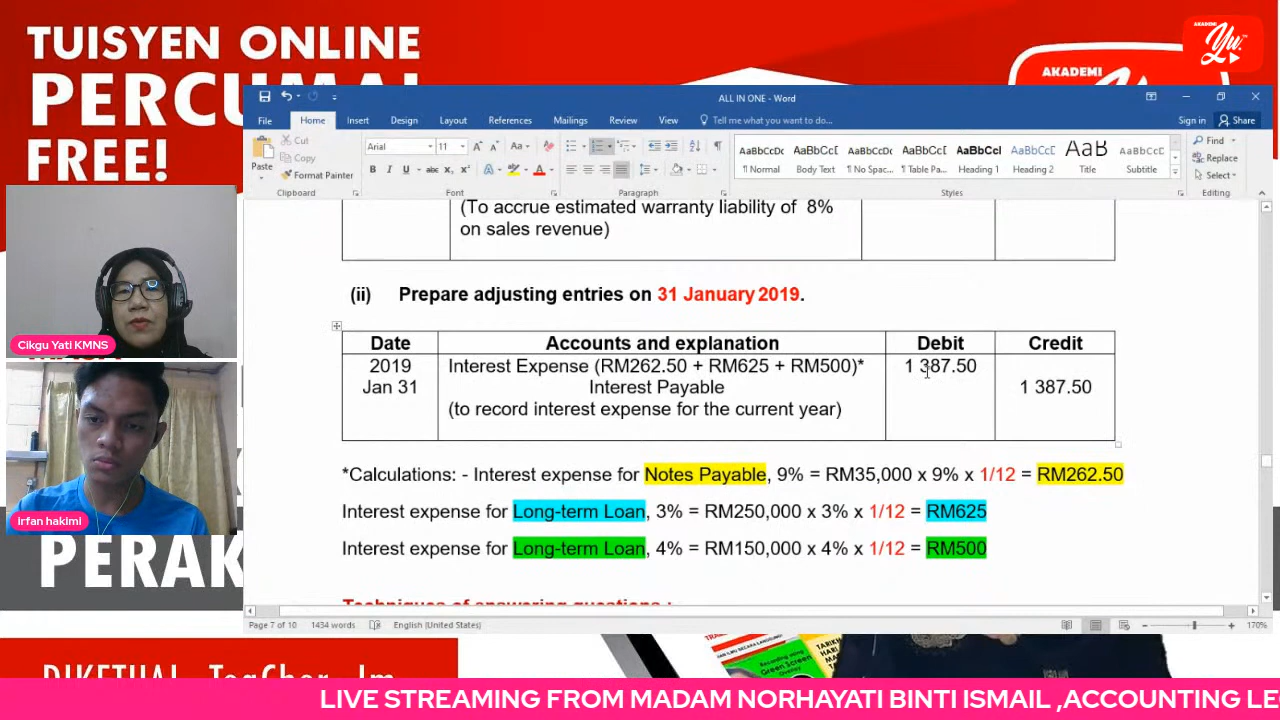 TUISYEN ONLINE
PERCUMA!
FREE!
AKADEMI
Yu.
AKADEMI
ALL IN ONE - Word
File Home Insert Design Layout References Mailings Review View Tell me what you want to do... Sign in Share
Cut
Copy
Format Painter
Paste
Clipboard
Arial 11
Font
Paragraph
AaBbCcDc AaBbCcI AaBbCcDc AaBbCcI AaBbCcl AaBbCcI AaB AaBbCcD
¶ Normal Body Text ¶ No Spac... ¶ Table Pa... Heading 1 Heading 2 Title Subtitle
Styles
Find
Replace
Select
Editing
(To accrue estimated warranty liability of 8%
on sales revenue)
(ii) Prepare adjusting entries on 31 January 2019.
Date Accounts and explanation Debit Credit
2019 Interest Expense (RM262.50 + RM625 + RM500)* 1 387.50
Jan 31 Interest Payable 1 387.50
(to record interest expense for the current year)
*Calculations: - Interest expense for Notes Payable, 9% = RM35,000 x 9% x 1/12 = RM262.50
Interest expense for Long-term Loan, 3% = RM250,000 x 3% x 1/12 = RM625
Interest expense for Long-term Loan, 4% = RM150,000 x 4% x 1/12 = RM500
Techniques of answering questions :
Page 7 of 10 1434 words English (United States) 170%
Cikgu Yati KMNS
irfan hakimi
PERAK
LIVE STREAMING FROM MADAM NORHAYATI BINTI ISMAIL ,ACCOUNTING LE